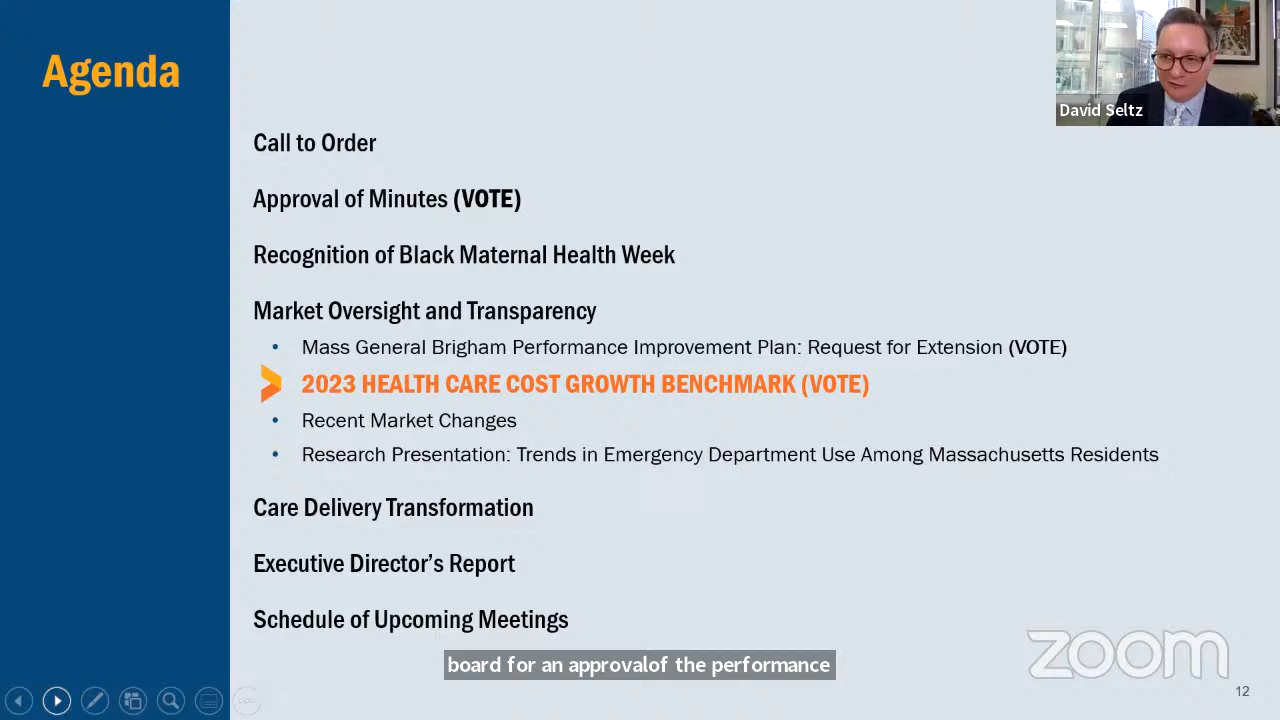 Agenda
David Seltz
Call to Order
Approval of Minutes (VOTE)
Recognition of Black Maternal Health Week
Market Oversight and Transparency
• Mass General Brigham Performance Improvement Plan: Request for Extension (VOTE)
2023 HEALTH CARE COST GROWTH BENCHMARK (VOTE)
• Recent Market Changes
• Research Presentation: Trends in Emergency Department Use Among Massachusetts Residents
Care Delivery Transformation
Executive Director's Report
Schedule of Upcoming Meetings
board for an approvalof the performance
zoom
12